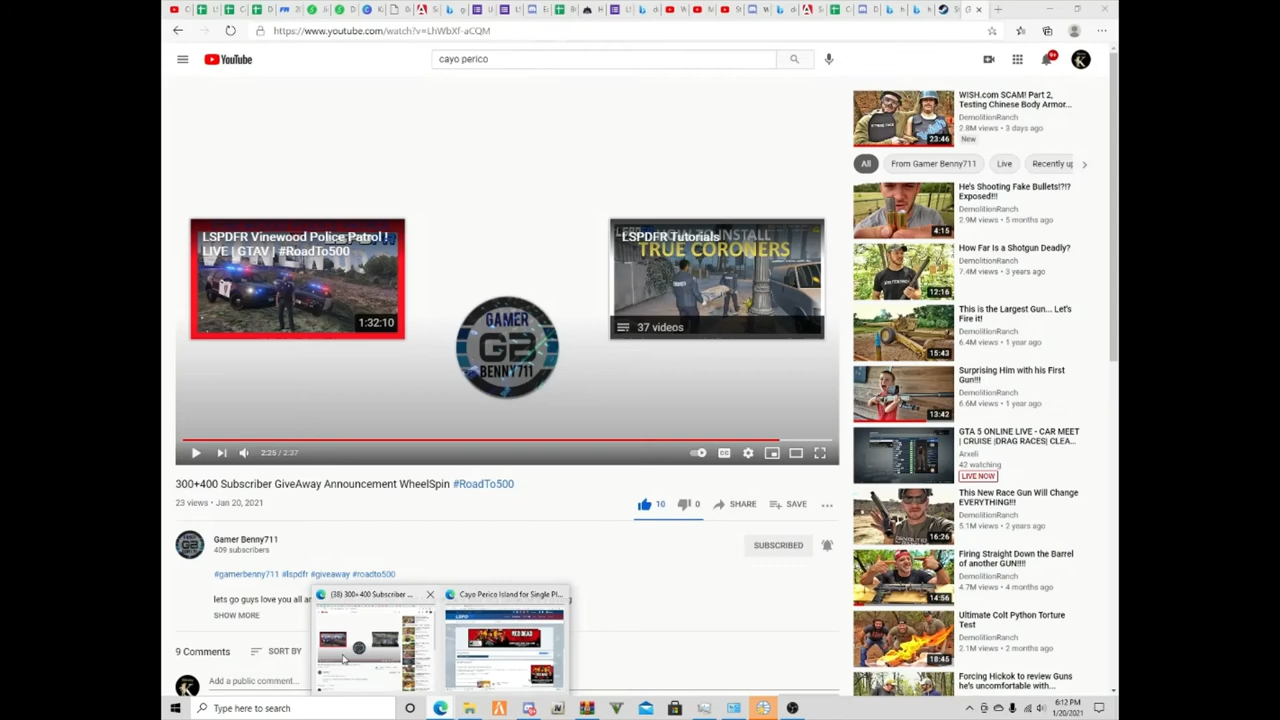 https://www.youtube.com/watch?v=LhWbXf-aCQM
YouTube
cayo perico
9+
LSPDFR Vinewood Police Patrol !
LIVE | GTAV | #RoadTo500
1:32:10
GAMER
GB
BENNY711
LSPDFR Tutorials
TRUE CORONERS
37 videos
2:25 / 2:37
300+400 Subscriber GiveAway Announcement WheelSpin #RoadTo500
23 views • Jan 20, 2021
10
0
SHARE
SAVE
Gamer Benny711
409 subscribers
SUBSCRIBED
#gamerbenny711 #lspdfr #giveaway #roadto500
lets go guys love you all
SHOW MORE
9 Comments
SORT BY
Add a public comment...
(38) 300+400 Subscriber ...
Cayo Perico Island for Single Pl...
WISH.com SCAM! Part 2,
Testing Chinese Body Armor...
DemolitionRanch
2.8M views • 3 days ago
New
23:46
All
From Gamer Benny711
Live
Recently up
He's Shooting Fake Bullets!?!?
Exposed!!!
DemolitionRanch
2.9M views • 5 months ago
4:15
How Far Is a Shotgun Deadly?
DemolitionRanch
7.4M views • 3 years ago
12:16
This is the Largest Gun... Let's
Fire it!
DemolitionRanch
6.4M views • 1 year ago
15:43
Surprising Him with his First
Gun!!!
DemolitionRanch
6.6M views • 1 year ago
13:42
GTA 5 ONLINE LIVE - CAR MEET
| CRUISE |DRAG RACES| CLEA...
Arxeli
42 watching
LIVE NOW
This New Race Gun Will Change
EVERYTHING!!!
DemolitionRanch
5.1M views • 2 years ago
16:26
Firing Straight Down the Barrel
of another GUN!!!!
DemolitionRanch
4.7M views • 4 months ago
14:56
Ultimate Colt Python Torture
Test
DemolitionRanch
2.1M views • 2 months ago
18:45
Forcing Hickok to review Guns
he's uncomfortable with...
DemolitionRanch
Type here to search
6:12 PM
1/20/2021